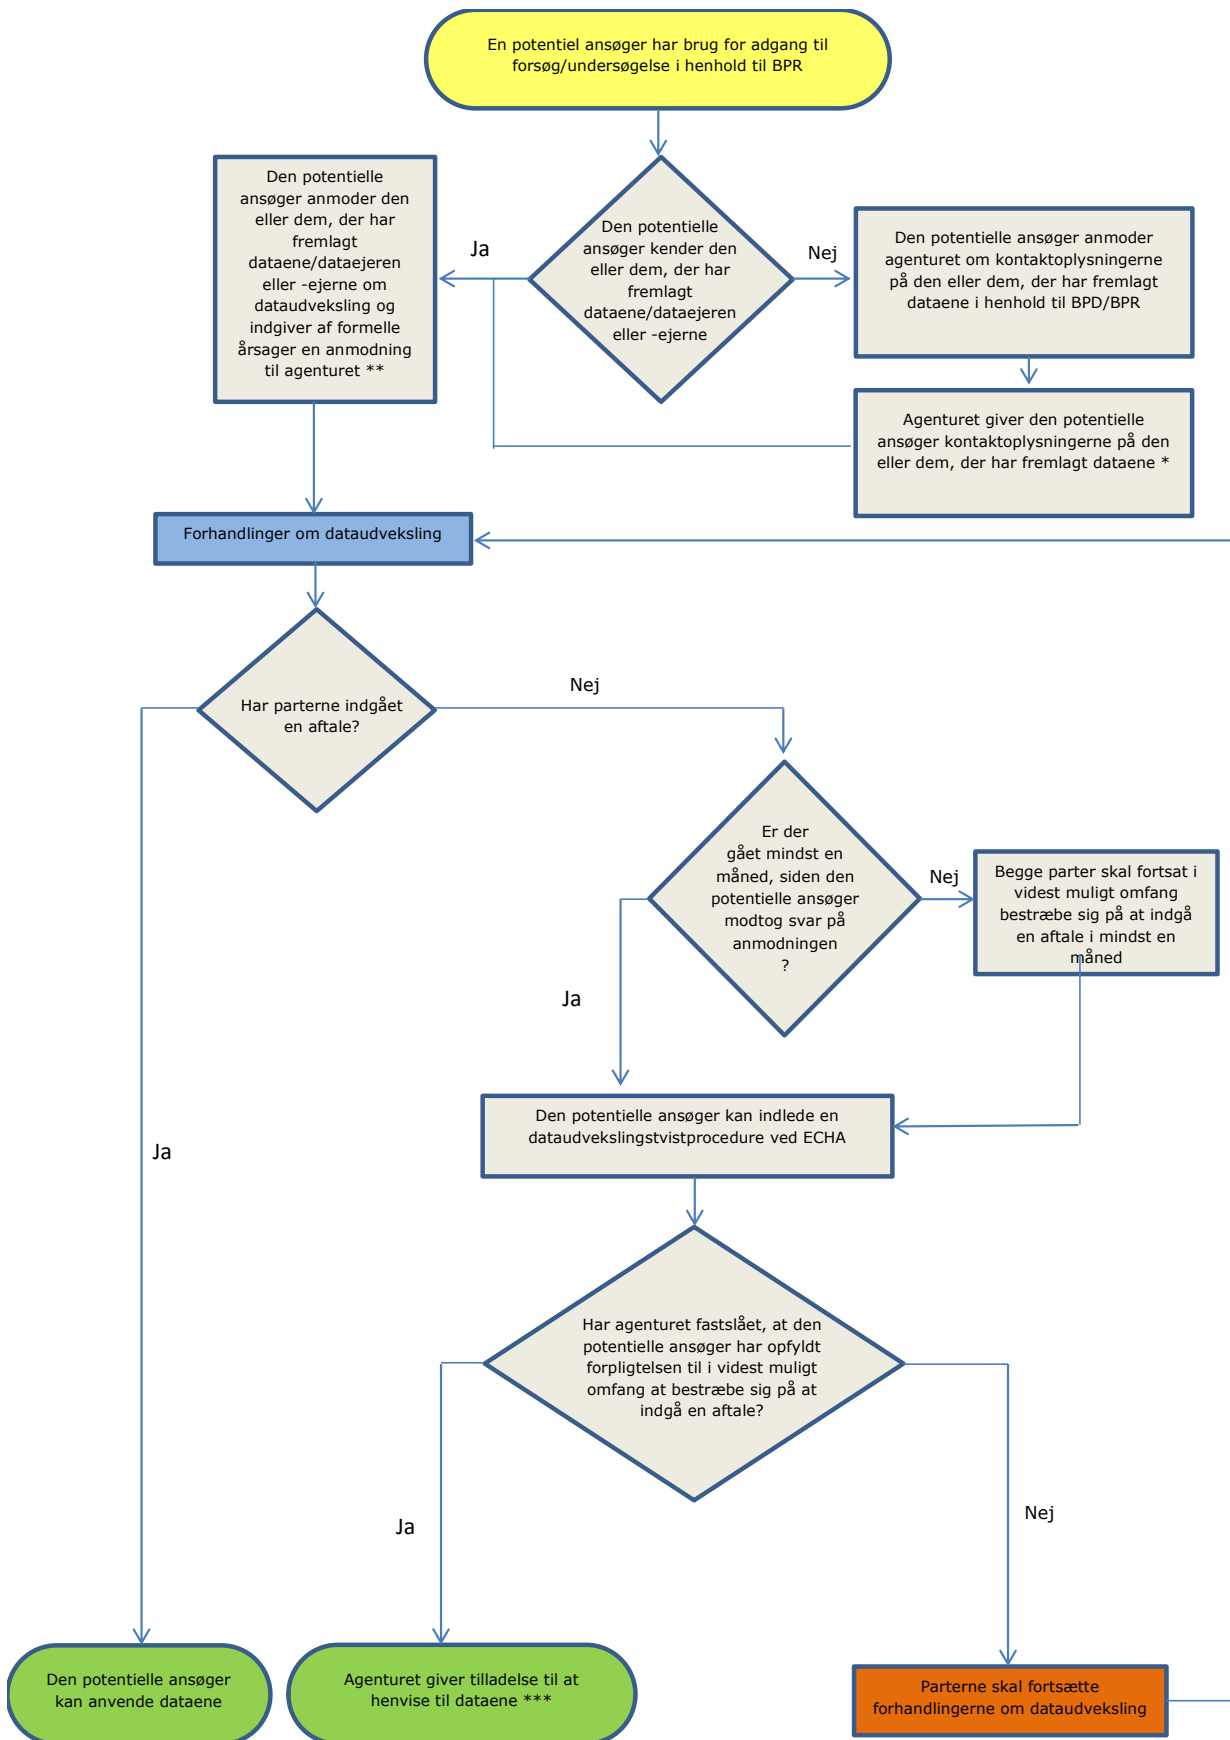 En potentiel ansøger har brug for adgang til
forsøg/undersøgelse i henhold til BPR
Den potentielle
ansøger anmoder den
eller dem, der har
fremlagt
dataene/dataejeren
eller -ejerne om
dataudveksling og
indgiver af formelle
årsager en anmodning
til agenturet **
Ja
Den potentielle
ansøger kender den
eller dem, der har
fremlagt
dataene/dataejeren
eller -ejerne
Nej
Den potentielle ansøger anmoder
agenturet om kontaktoplysningerne
på den eller dem, der har fremlagt
dataene i henhold til BPD/BPR
Agenturet giver den potentielle
ansøger kontaktoplysningerne på den
eller dem, der har fremlagt dataene *
Forhandlinger om dataudveksling
Har parterne indgået
en aftale?
Nej
Er der
gået mindst en
måned, siden den
potentielle ansøger
modtog svar på
anmodningen
?
Nej
Begge parter skal fortsat i
videst muligt omfang
bestræbe sig på at indgå
en aftale i mindst en
måned
Ja
Den potentielle ansøger kan indlede en
dataudvekslingstvistprocedure ved ECHA
Ja
Har agenturet fastslået, at den
potentielle ansøger har opfyldt
forpligtelsen til i videst muligt
omfang at bestræbe sig på at
indgå en aftale?
Ja
Nej
Den potentielle ansøger
kan anvende dataene
Agenturet giver tilladelse til at
henvise til dataene ***
Parterne skal fortsætte
forhandlingerne om dataudveksling